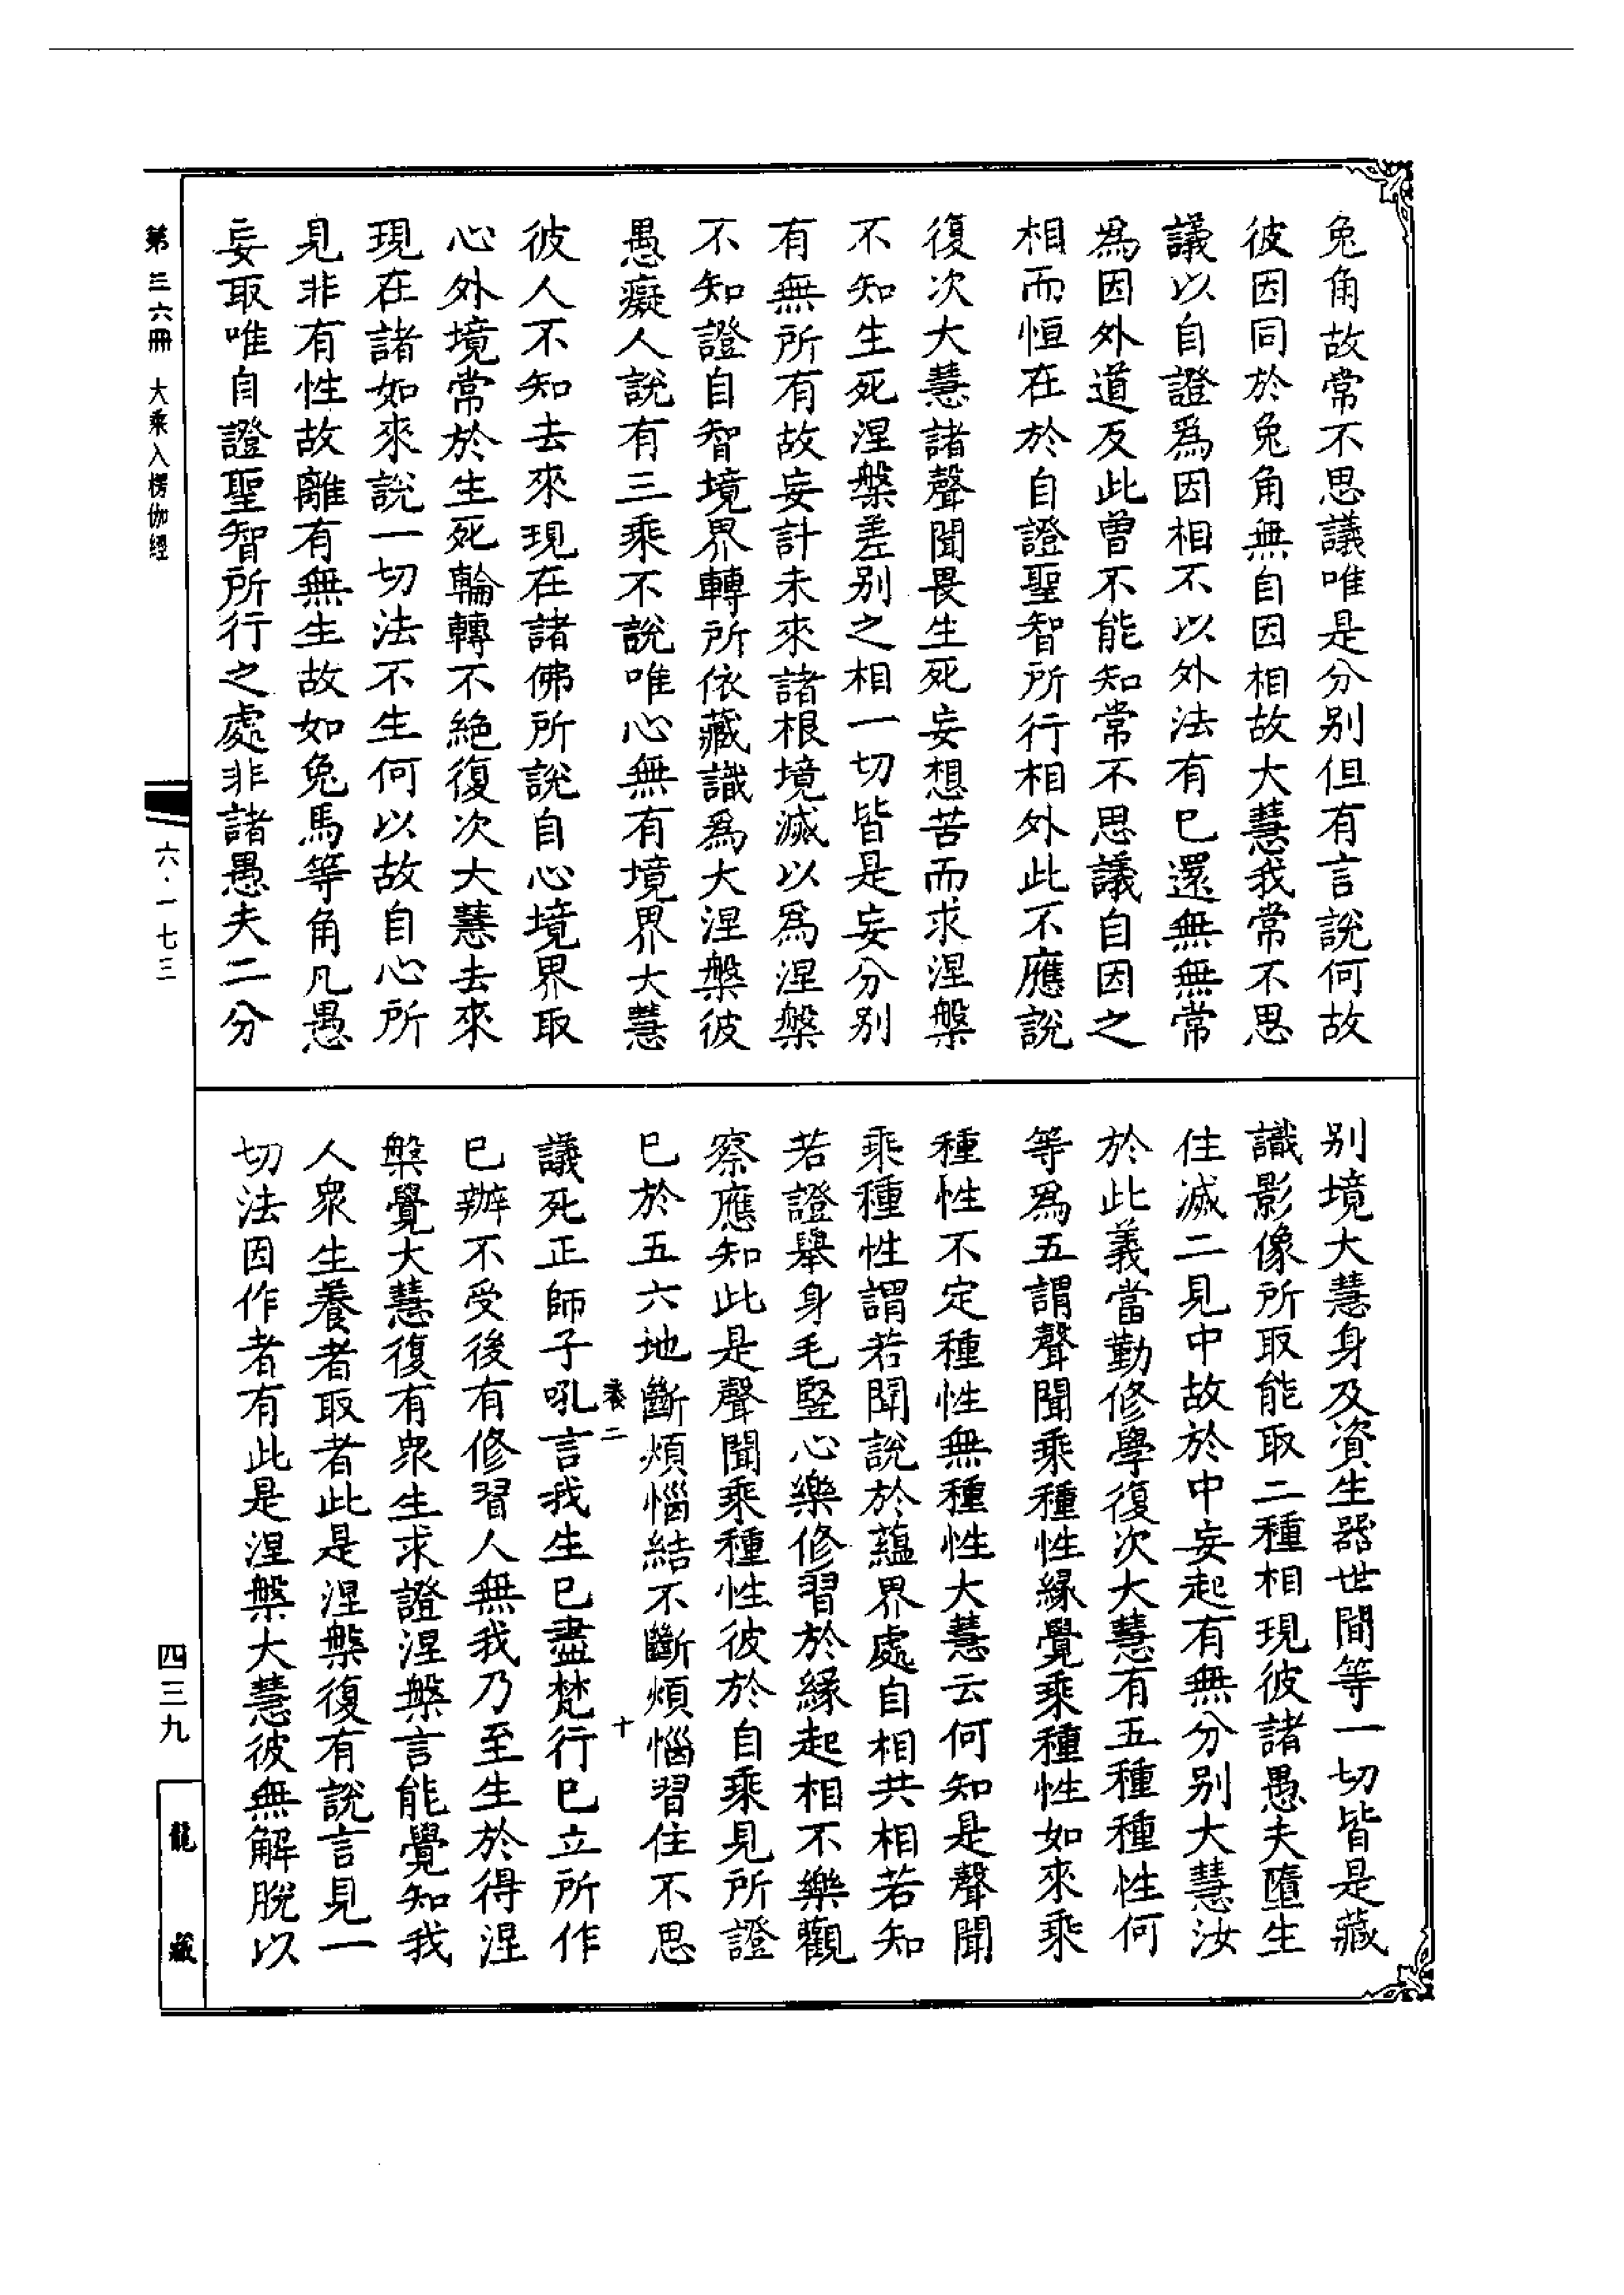 兔角故常不思議唯是分别但有言說何故
彼因同於兔角無自因相故大慧我常不思
議以自證爲因相不以外法有已還無無常
爲因外道反此曾不能知常不思議自因之
相而恒在於自證聖智所行相外此不應說
復次大慧諸聲聞畏生死妄想苦而求涅槃
不知生死涅槃差别之相一切皆是妄分别
有無所有故妄計未來諸根境滅以爲涅槃
不知證自智境界轉所依藏識爲大涅槃彼
愚癡人說有三乘不說唯心無有境界大慧
彼人不知去來現在諸佛所說自心境界取
心外境常於生死輪轉不絶復次大慧去來
現在諸如來說一切法不生何以故自心所
見非有性故離有無生故如兔馬等角凡愚
妄取唯自證聖智所行之處非諸愚夫二分
别境大慧身及資生器世間等一切皆是藏
識影像所取能取二種相現彼諸愚夫墮生
住滅二見中故於中妄起有無分别大慧汝
於此義當勤修學復次大慧有五種種性何
等爲五謂聲聞乘種性緣覺乘種性如來乘
種性不定種性無種性大慧云何知是聲聞
乘種性謂若聞說於蘊界處自相共相若知
若證舉身毛竪心樂修習於緣起相不樂觀
察應知此是聲聞乘種性彼於自乘見所證
已於五六地斷煩惱結不斷煩惱習住不思
卷二 十
議死正師子吼言我生已盡梵行已立所作
已辦不受後有修習人無我乃至生於得涅
槃覺大慧復有衆生求證涅槃言能覺知我
人衆生養者取者此是涅槃復有說言見一
切法因作者有此是涅槃大慧彼無解脫以
第三六冊 大乘入楞伽經
六·一七三
四三九
龍藏